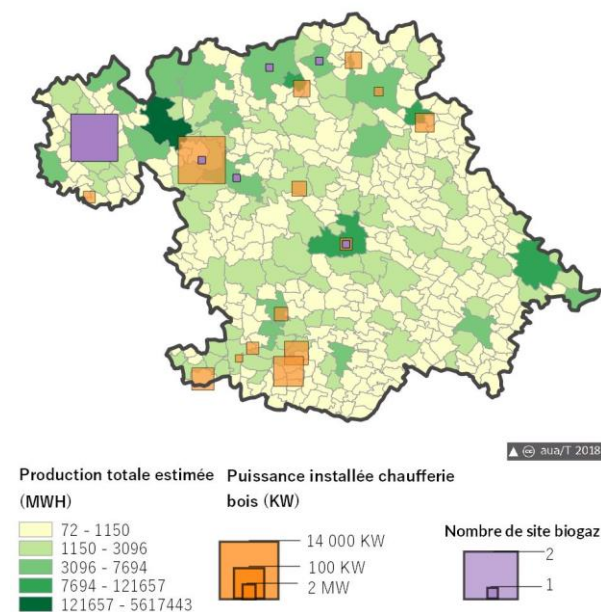 ▲ cc aua/T 2018
Production totale estimée
(MWH)
72 - 1150
1150 - 3096
3096 - 7694
7694 - 121657
121657 - 5617443
Puissance installée chaufferie
bois (KW)
14 000 KW
100 KW
2 MW
Nombre de site biogaz
2
1